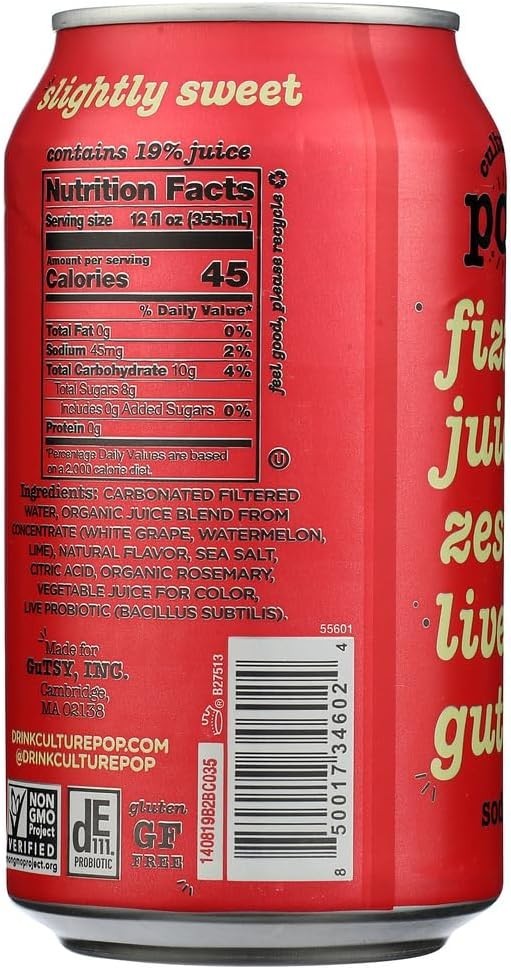 slightly sweet
contains 19% juice
Nutrition Facts
Serving size 12 fl oz (355mL)
Amount per serving
Calories 45
% Daily Value*
Total Fat 0g 0%
Sodium 45mg 2%
Total Carbohydrate 10g 4%
Total Sugars 8g
Includes 0g Added Sugars 0%
Protein 0g
*Percentage Daily Values are based
on a 2,000 calorie diet.
feel good, please recycle
U
Ingredients: CARBONATED FILTERED
WATER, ORGANIC JUICE BLEND FROM
CONCENTRATE (WHITE GRAPE, WATERMELON,
LIME), NATURAL FLAVOR, SEA SALT,
CITRIC ACID, ORGANIC ROSEMARY,
VEGETABLE JUICE FOR COLOR,
LIVE PROBIOTIC (BACILLUS SUBTILIS).
Made for
GuTSY, INC.
Cambridge,
MA 02138
DRINKCULTUREPOP.COM
@DRINKCULTUREPOP
NON
GMO
Project
VERIFIED
nongmoproject.org
dE
111.
PROBIOTIC
gluten
GF
FREE
55601
® B27513
140819B2BC035
8 50017 34602 4
cul
po
fiz
jui
zes
live
gut
so